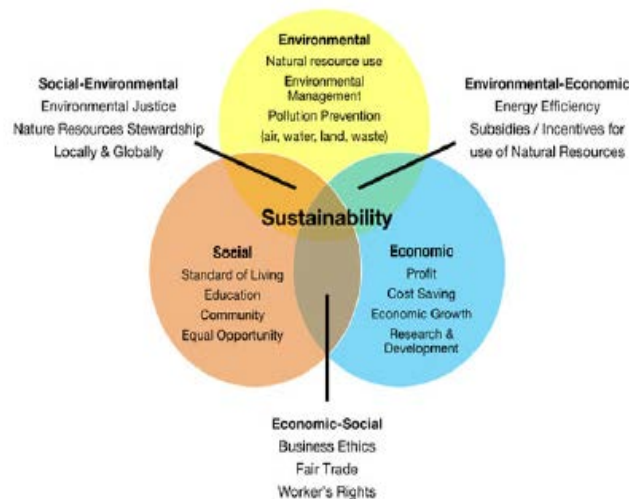 Environmental
Natural resource use
Environmental
Management
Pollution Prevention
(air, water, land, waste)
Social-Environmental
Environmental Justice
Nature Resources Stewardship
Locally & Globally
Environmental-Economic
Energy Efficiency
Subsidies / Incentives for
use of Natural Resources
Sustainability
Social
Standard of Living
Education
Community
Equal Opportunity
Economic
Profit
Cost Saving
Economic Growth
Research &
Development
Economic-Social
Business Ethics
Fair Trade
Worker's Rights